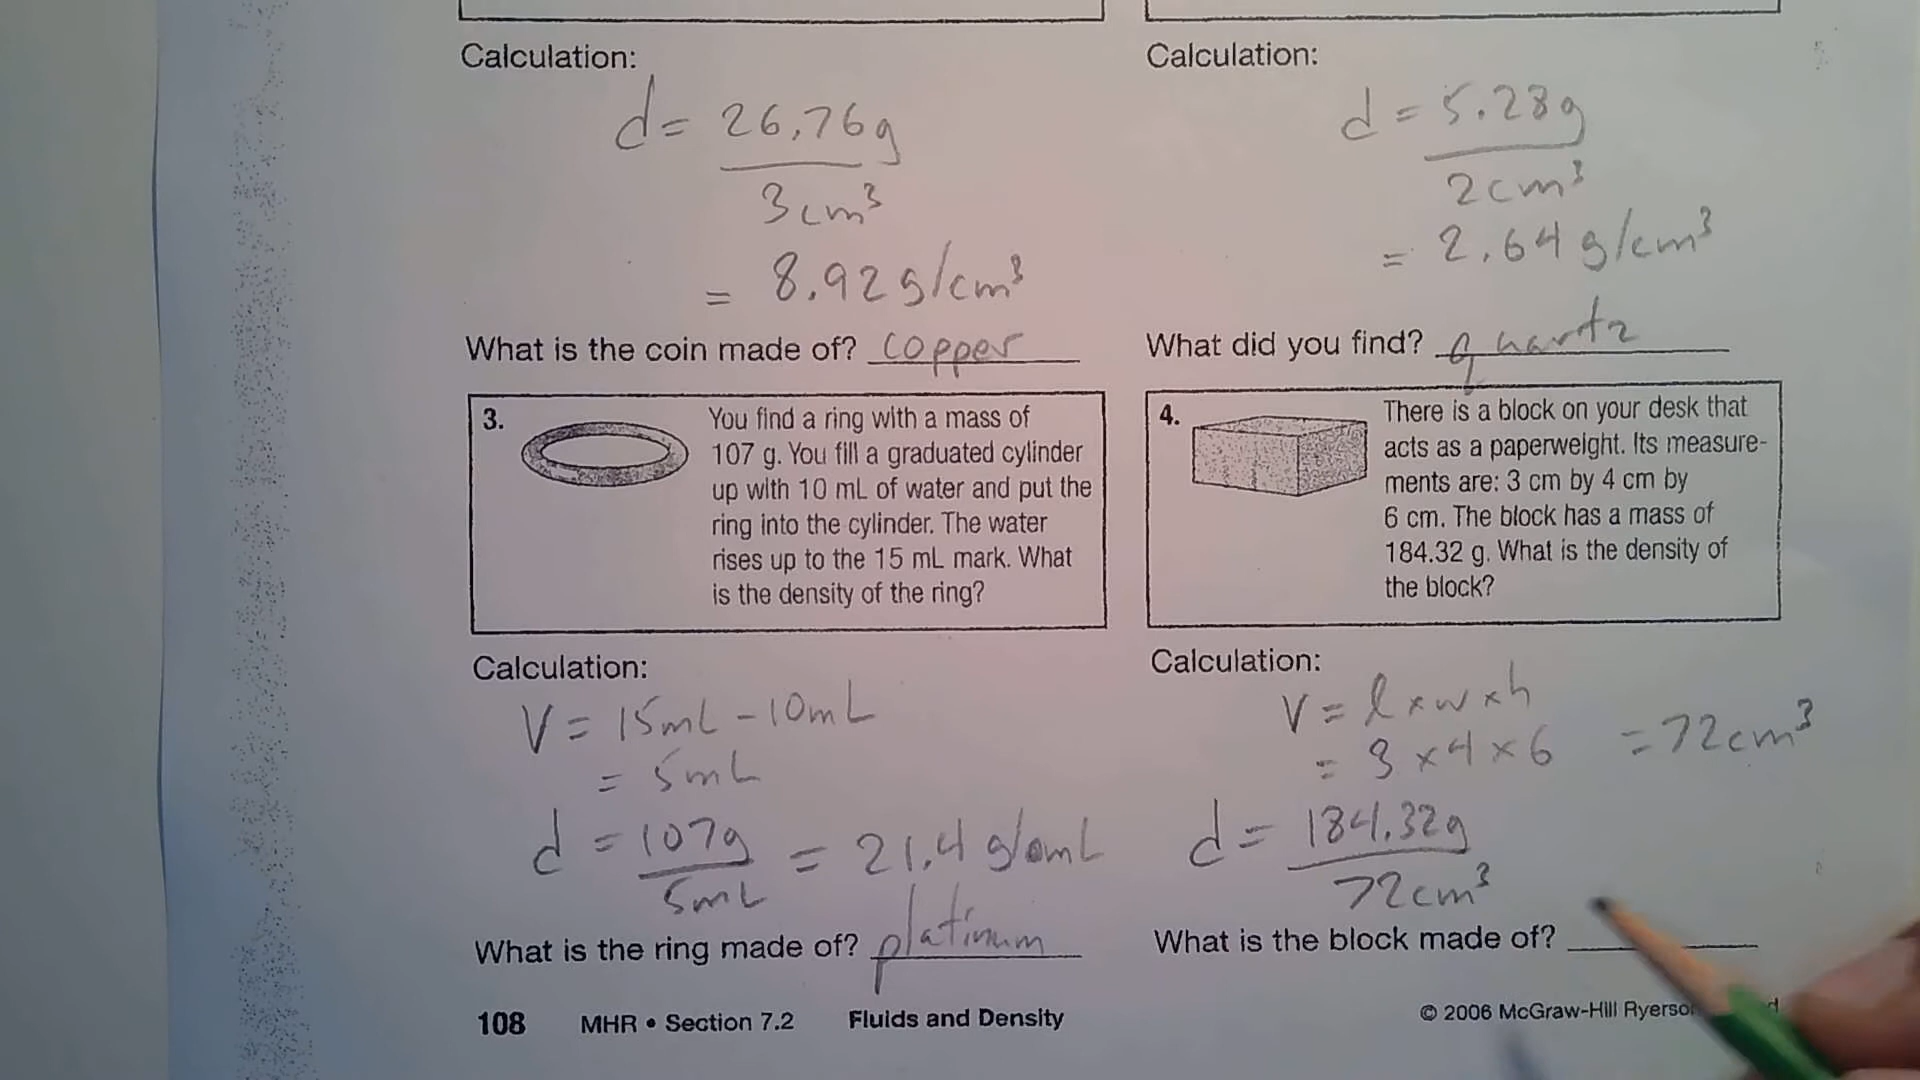 Calculation:
d = 26.76g
3cm³
= 8.92 g/cm³
What is the coin made of? copper
Calculation:
d = 5.28g
2cm³
= 2.64 g/cm³
What did you find? quartz
3.
You find a ring with a mass of
107 g. You fill a graduated cylinder
up with 10 mL of water and put the
ring into the cylinder. The water
rises up to the 15 mL mark. What
is the density of the ring?
Calculation:
V = 15mL - 10mL
= 5mL
d = 107g = 21.4 g/mL
5mL
What is the ring made of? platinum
4.
There is a block on your desk that
acts as a paperweight. Its measure-
ments are: 3 cm by 4 cm by
6 cm. The block has a mass of
184.32 g. What is the density of
the block?
Calculation:
V = l x w x h
= 3 x 4 x 6 = 72cm³
d = 184.32g
72cm³
What is the block made of?
108 MHR • Section 7.2 Fluids and Density
© 2006 McGraw-Hill